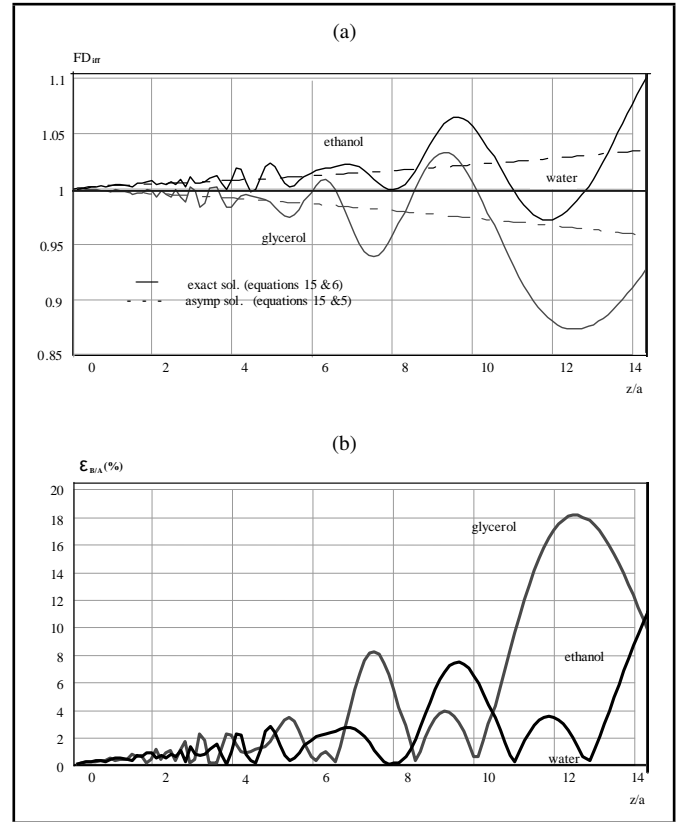 (a)
FD irr
1.1
1.05
1
0.95
0.9
0.85
ethanol
water
glycerol
exact sol. (equations 15 & 6)
asymp sol. (equations 15 & 5)
0 2 4 6 8 10 12 14
z/a
(b)
ε B/A (%)
20
18
16
14
12
10
8
6
4
2
0
glycerol
ethanol
water
0 2 4 6 8 10 12 14
z/a